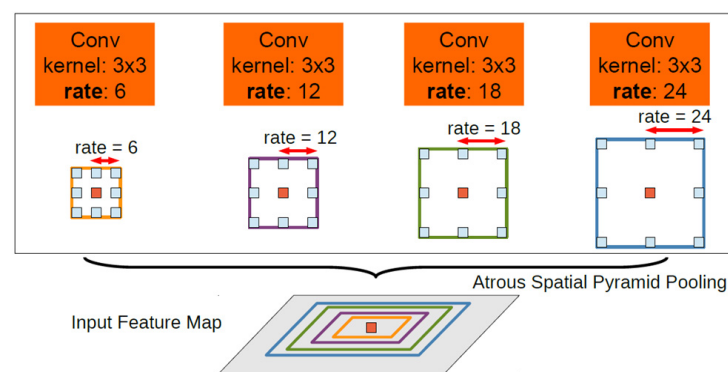 Conv
kernel: 3x3
rate: 6
Conv
kernel: 3x3
rate: 12
Conv
kernel: 3x3
rate: 18
Conv
kernel: 3x3
rate: 24
rate = 6
rate = 12
rate = 18
rate = 24
Atrous Spatial Pyramid Pooling
Input Feature Map